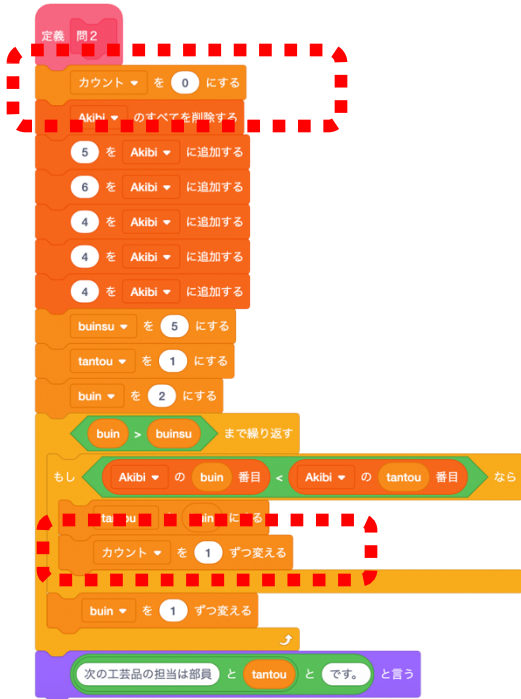 定義 問2
カウント を 0 にする
Akibi のすべてを削除する
5 を Akibi に追加する
6 を Akibi に追加する
4 を Akibi に追加する
4 を Akibi に追加する
4 を Akibi に追加する
buinsu を 5 にする
tantou を 1 にする
buin を 2 にする
buin > buinsu まで繰り返す
もし Akibi の buin 番目 < Akibi の tantou 番目 なら
tantou を buin にする
カウント を 1 ずつ変える
buin を 1 ずつ変える
次の工芸品の担当は部員 と tantou と です。 と言う